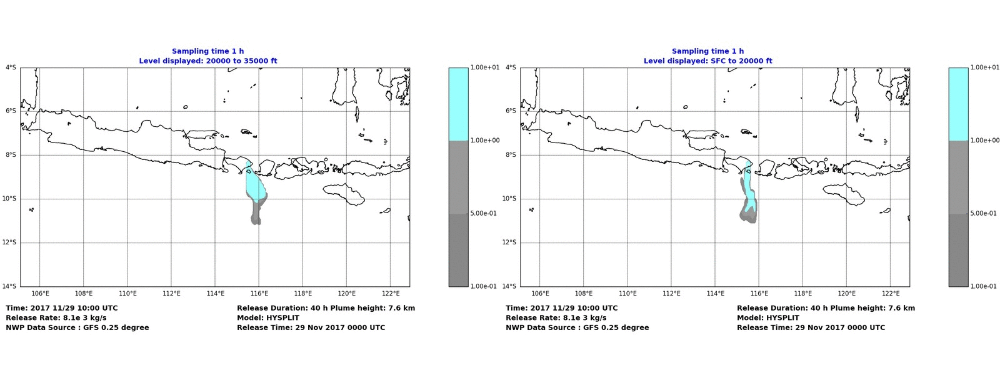 Sampling time 1 h
Level displayed: 20000 to 35000 ft
4°S
6°S
8°S
10°S
12°S
14°S
106°E 108°E 110°E 112°E 114°E 116°E 118°E 120°E 122°E
1.00e+01
1.00e+00
5.00e-01
1.00e-01
Time: 2017 11/29 10:00 UTC
Release Rate: 8.1e 3 kg/s
NWP Data Source : GFS 0.25 degree
Release Duration: 40 h Plume height: 7.6 km
Model: HYSPLIT
Release Time: 29 Nov 2017 0000 UTC
Sampling time 1 h
Level displayed: SFC to 20000 ft
4°S
6°S
8°S
10°S
12°S
14°S
106°E 108°E 110°E 112°E 114°E 116°E 118°E 120°E 122°E
1.00e+01
1.00e+00
5.00e-01
1.00e-01
Time: 2017 11/29 10:00 UTC
Release Rate: 8.1e 3 kg/s
NWP Data Source : GFS 0.25 degree
Release Duration: 40 h Plume height: 7.6 km
Model: HYSPLIT
Release Time: 29 Nov 2017 0000 UTC